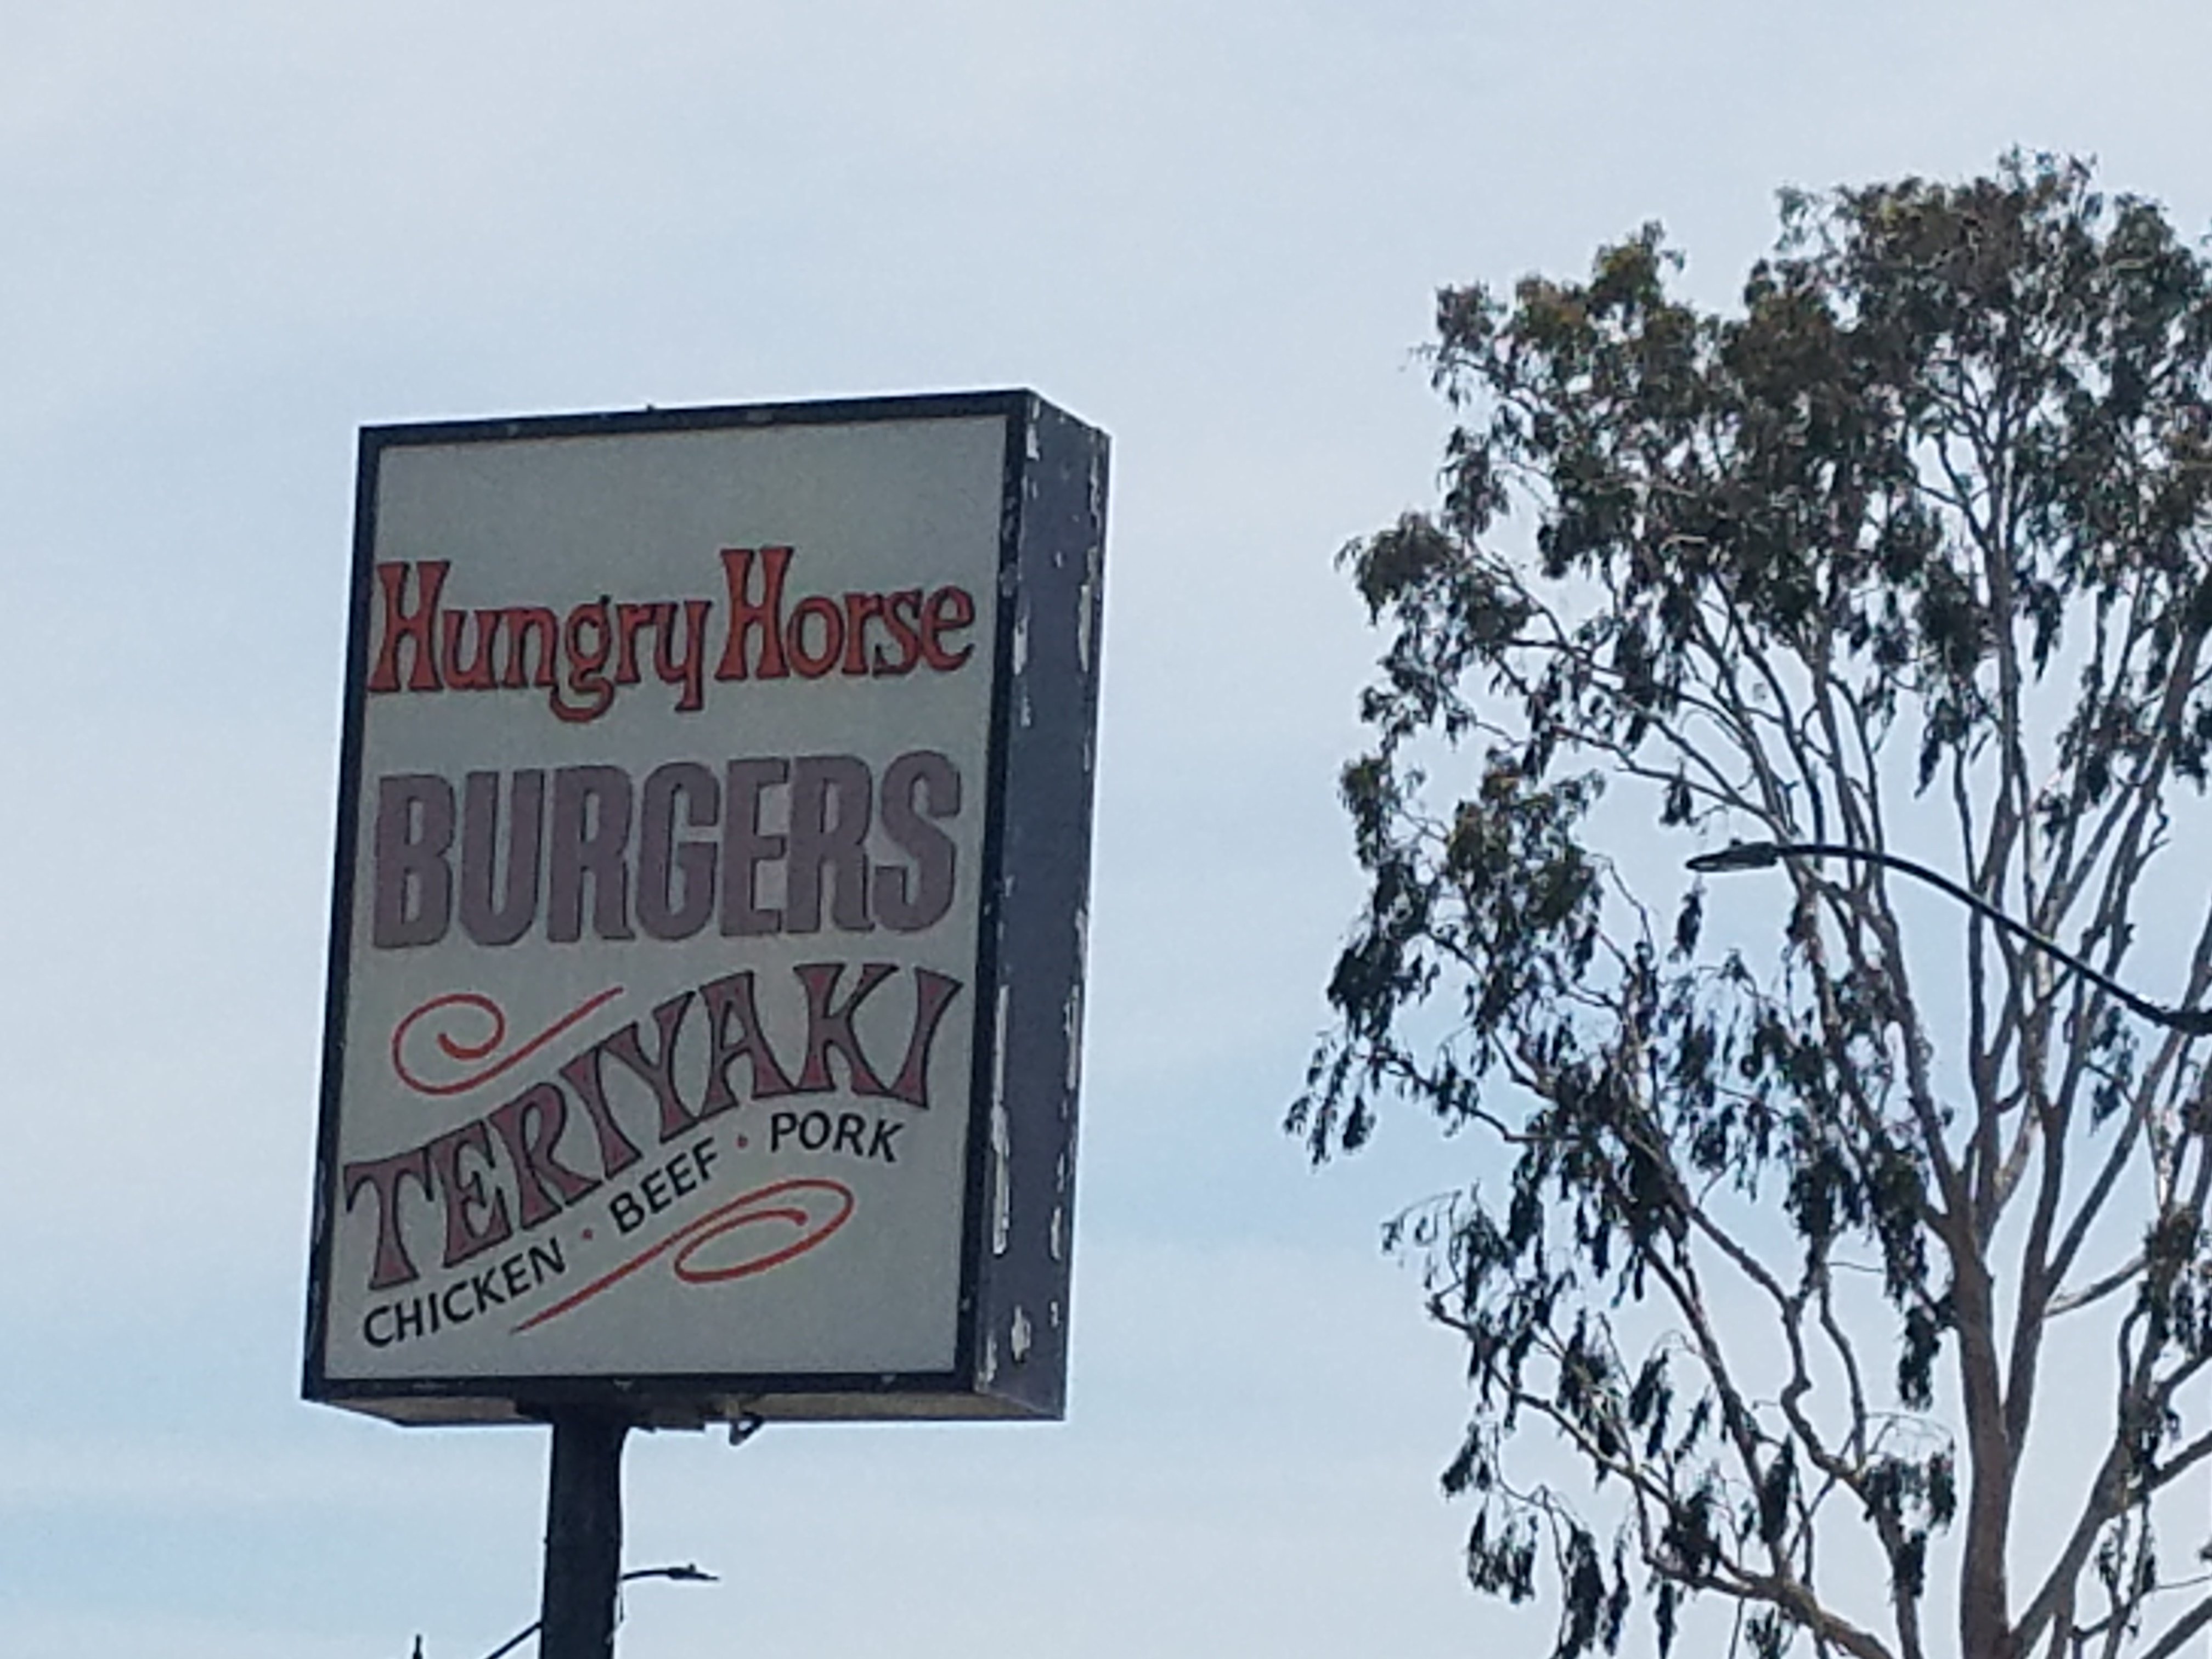 Hungry Horse
BURGERS
TERIYAKI
CHICKEN · BEEF · PORK